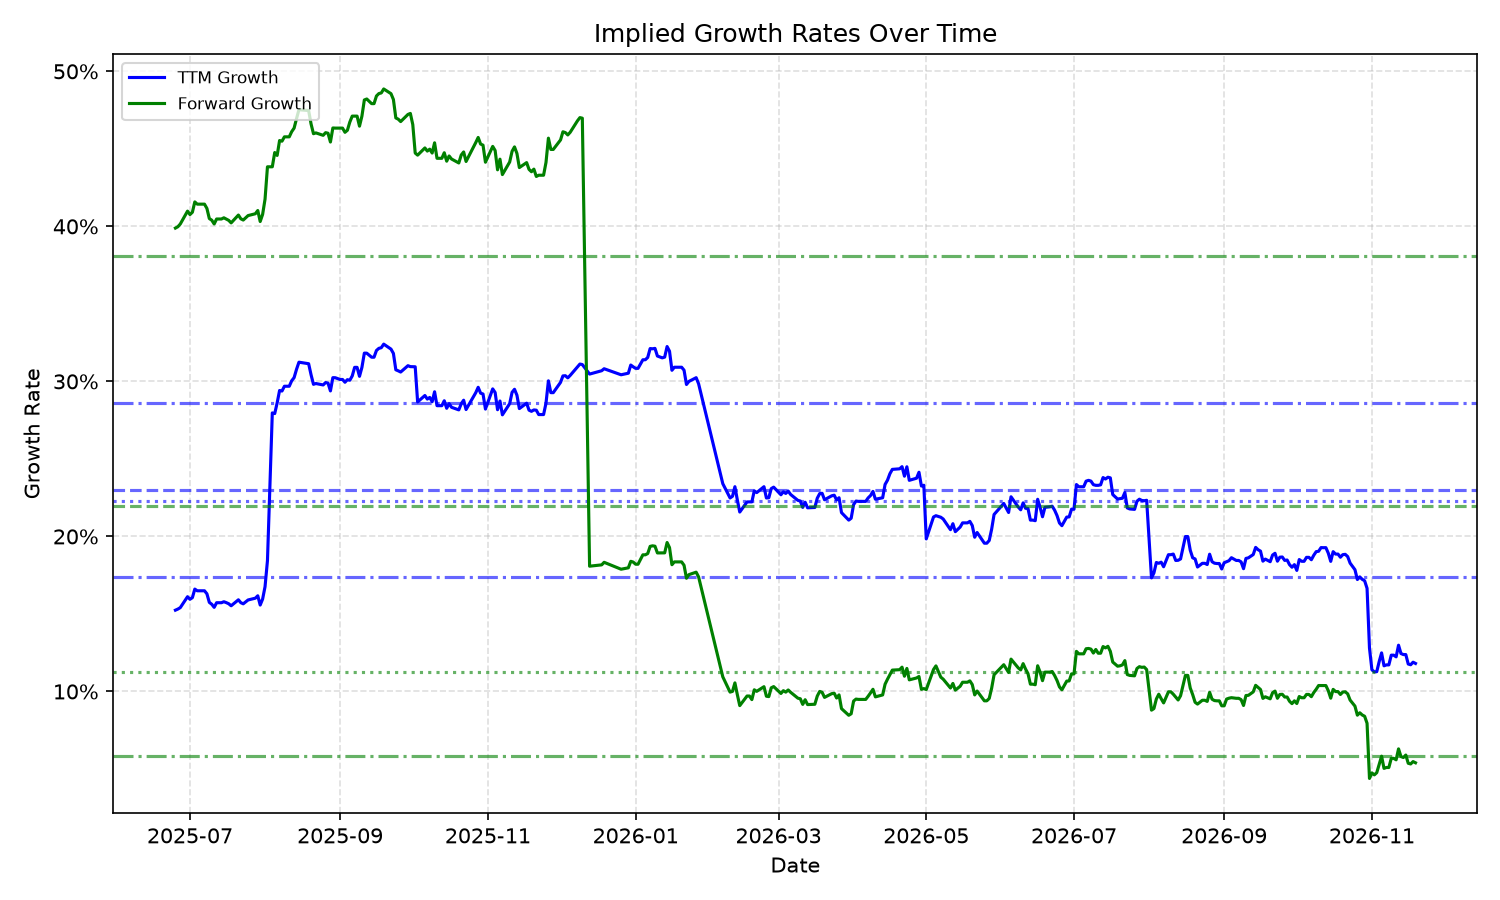 Implied Growth Rates Over Time
TTM Growth
Forward Growth
50%
40%
30%
20%
10%
Growth Rate
2025-07
2025-09
2025-11
2026-01
2026-03
2026-05
2026-07
2026-09
2026-11
Date